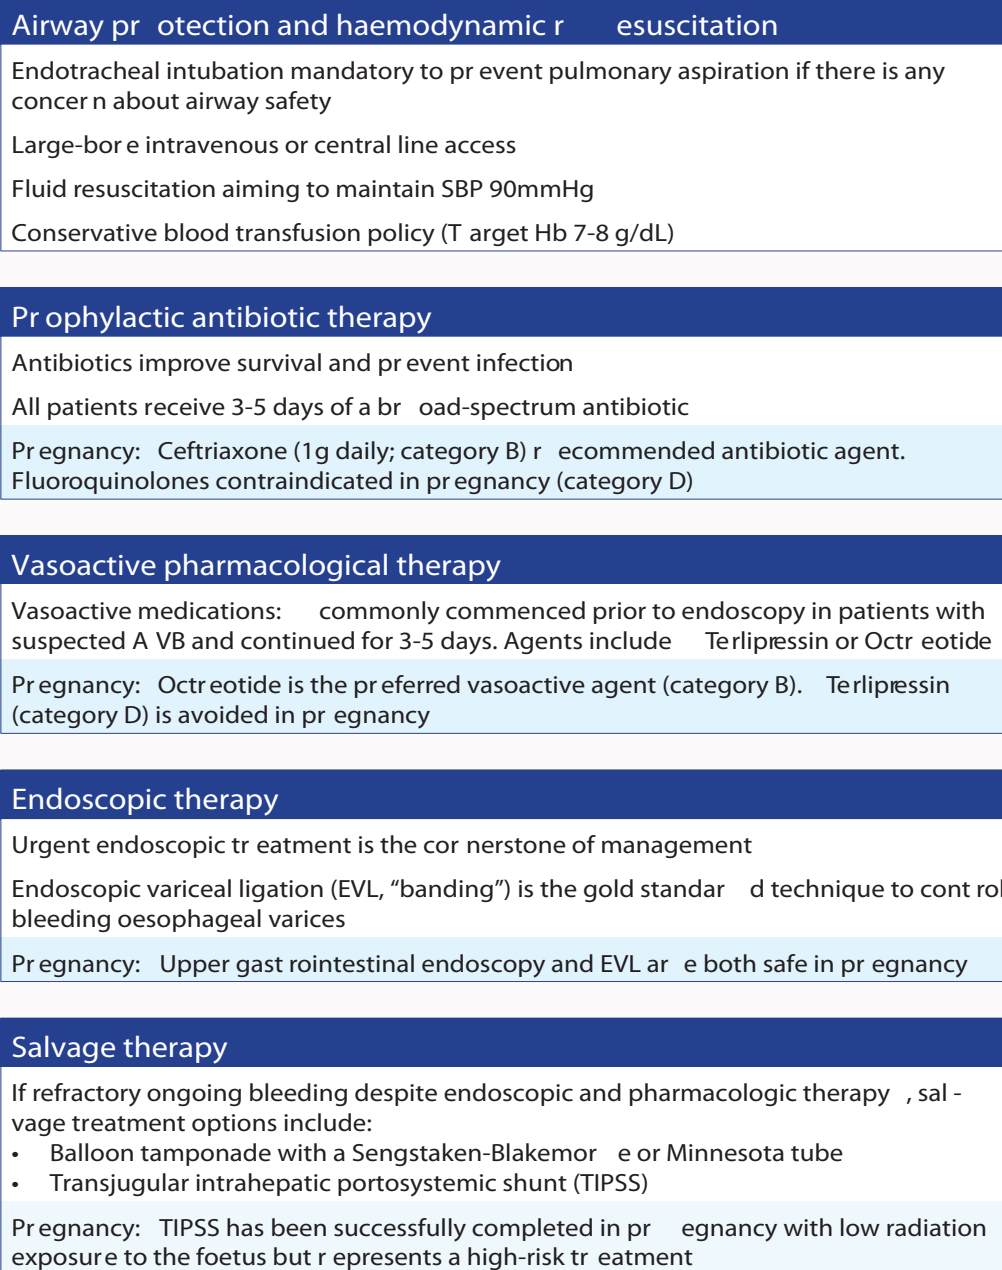 Airway protection and haemodynamic resuscitation
Endotracheal intubation mandatory to prevent pulmonary aspiration if there is any
concern about airway safety
Large-bore intravenous or central line access
Fluid resuscitation aiming to maintain SBP 90mmHg
Conservative blood transfusion policy (Target Hb 7-8 g/dL)
Prophylactic antibiotic therapy
Antibiotics improve survival and prevent infection
All patients receive 3-5 days of a broad-spectrum antibiotic
Pregnancy: Ceftriaxone (1g daily; category B) recommended antibiotic agent.
Fluoroquinolones contraindicated in pregnancy (category D)
Vasoactive pharmacological therapy
Vasoactive medications: commonly commenced prior to endoscopy in patients with
suspected AVB and continued for 3-5 days. Agents include Terlipressin or Octreotide
Pregnancy: Octreotide is the preferred vasoactive agent (category B). Terlipressin
(category D) is avoided in pregnancy
Endoscopic therapy
Urgent endoscopic treatment is the cornerstone of management
Endoscopic variceal ligation (EVL, “banding”) is the gold standard technique to control
bleeding oesophageal varices
Pregnancy: Upper gastrointestinal endoscopy and EVL are both safe in pregnancy
Salvage therapy
If refractory ongoing bleeding despite endoscopic and pharmacologic therapy, sal-
vage treatment options include:
• Balloon tamponade with a Sengstaken-Blakemore or Minnesota tube
• Transjugular intrahepatic portosystemic shunt (TIPSS)
Pregnancy: TIPSS has been successfully completed in pregnancy with low radiation
exposure to the foetus but represents a high-risk treatment